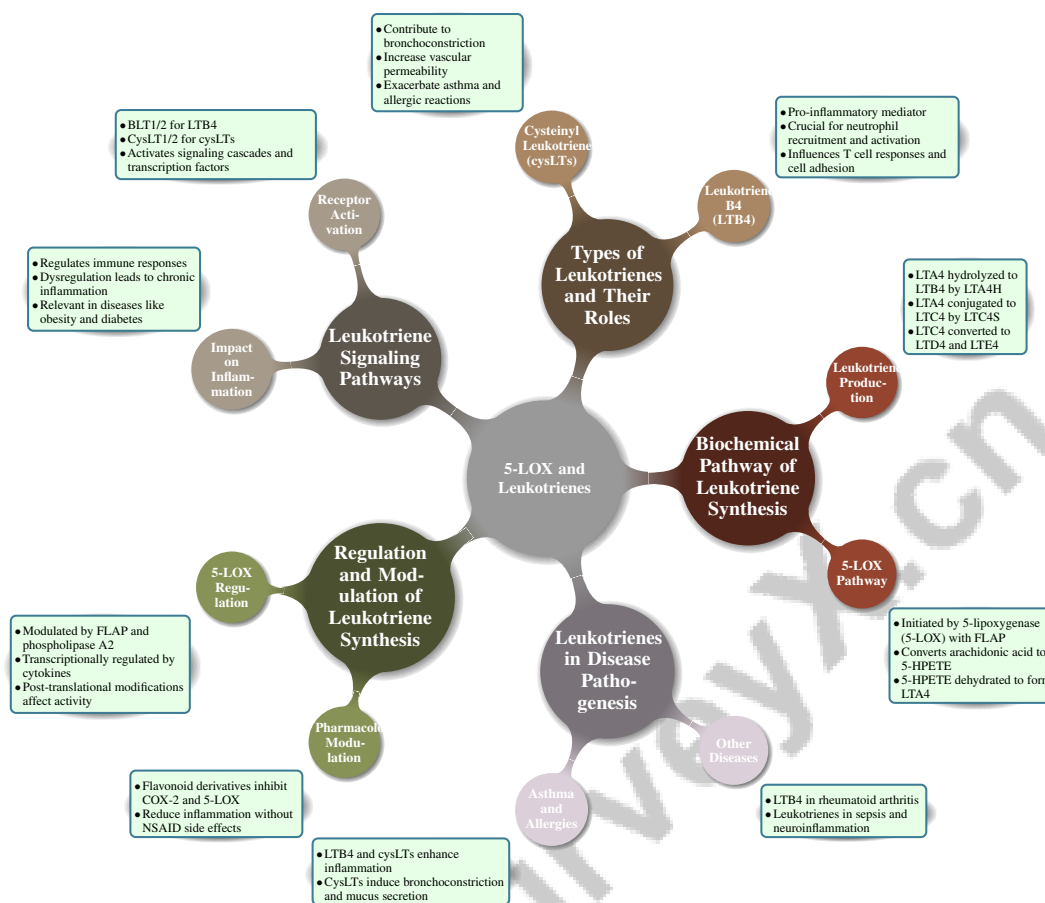 5-LOX and
Leukotrienes
Types of
Leukotrienes
and Their
Roles
Cysteinyl
Leukotriene
(cysLTs)
● Contribute to
bronchoconstriction
● Increase vascular
permeability
● Exacerbate asthma and
allergic reactions
Leukotriene
B4
(LTB4)
● Pro-inflammatory mediator
● Crucial for neutrophil
recruitment and activation
● Influences T cell responses and
cell adhesion
Biochemical
Pathway of
Leukotriene
Synthesis
Leukotrien
Produc-
tion
● LTA4 hydrolyzed to
LTB4 by LTA4H
● LTA4 conjugated to
LTC4 by LTC4S
● LTC4 converted to
LTD4 and LTE4
5-LOX
Pathway
● Initiated by 5-lipoxygenase
(5-LOX) with FLAP
● Converts arachidonic acid to
5-HPETE
● 5-HPETE dehydrated to form
LTA4
Leukotrienes
in Disease
Patho-
genesis
Other
Diseases
● LTB4 in rheumatoid arthritis
● Leukotrienes in sepsis and
neuroinflammation
Asthma
and
Allergies
● LTB4 and cysLTs enhance
inflammation
● CysLTs induce bronchoconstriction
and mucus secretion
Regulation
and Mod-
ulation of
Leukotriene
Synthesis
Pharmacolo
Modu-
lation
● Flavonoid derivatives inhibit
COX-2 and 5-LOX
● Reduce inflammation without
NSAID side effects
5-LOX
Regu-
lation
● Modulated by FLAP and
phospholipase A2
● Transcriptionally regulated by
cytokines
● Post-translational modifications
affect activity
Leukotriene
Signaling
Pathways
Impact
on
Inflam-
mation
● Regulates immune responses
● Dysregulation leads to chronic
inflammation
● Relevant in diseases like
obesity and diabetes
Receptor
Acti-
vation
● BLT1/2 for LTB4
● CysLT1/2 for cysLTs
● Activates signaling cascades and
transcription factors
urveyx.cn